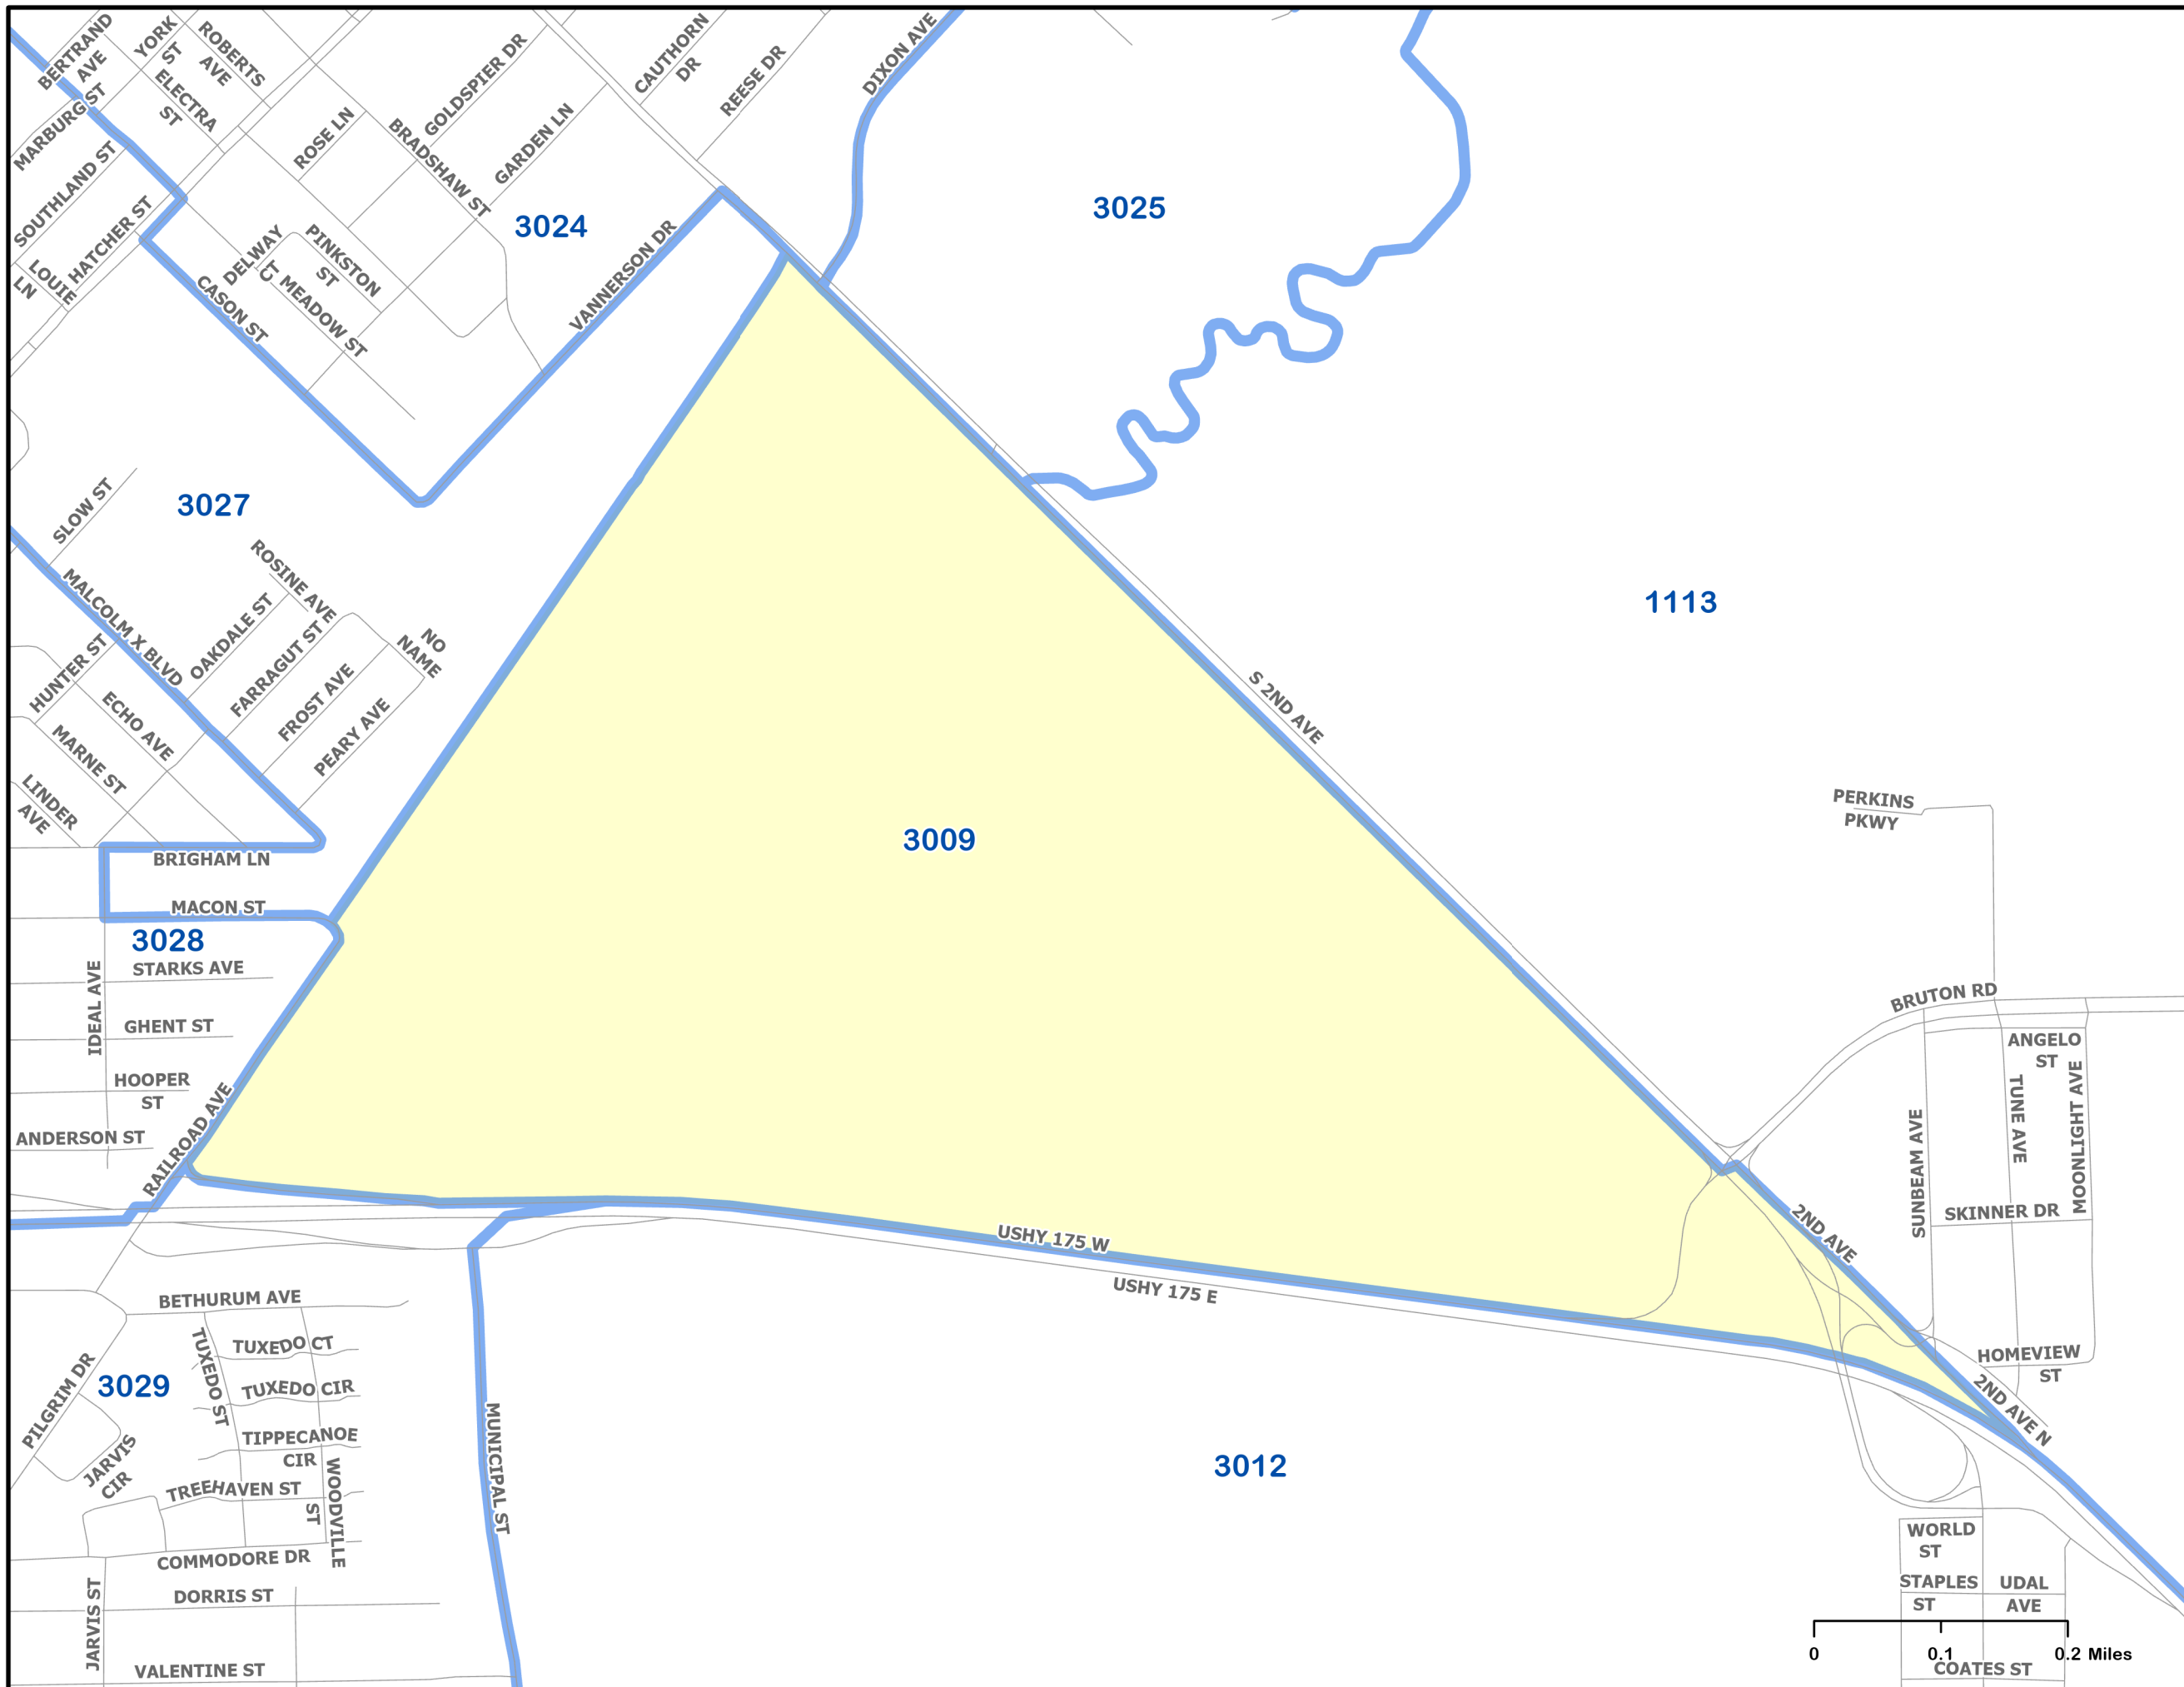 BERTRAND
AVE
YORK
ST
ROBERTS
AVE
MARBURG ST
ELECTRA
ST
SOUTHLAND ST
HATCHER ST
LOUIE
LN
ROSE LN
GOLDSPIER DR
BRADSHAW ST
GARDEN LN
CAUTHORN
DR
REESE DR
DIXON AVE
3024
3025
DELWAY
CT
PINKSTON
ST
MEADOW ST
CASON ST
VANNERSON DR
3027
SLOW ST
MALCOLM X BLVD
ROSINE AVE
OAKDALE ST
FARRAGUT ST
NO
NAME
HUNTER ST
ECHO AVE
FROST AVE
PEARY AVE
MARNE ST
LINDER
AVE
1113
S 2ND AVE
3009
PERKINS
PKWY
BRIGHAM LN
MACON ST
3028
STARKS AVE
IDEAL AVE
GHENT ST
HOOPER
ST
ANDERSON ST
RAILROAD AVE
BRUTON RD
ANGELO
ST
TUNE AVE
MOONLIGHT AVE
SUNBEAM AVE
SKINNER DR
2ND AVE
USHY 175 W
USHY 175 E
HOMEVIEW
ST
2ND AVE N
BETHURUM AVE
TUXEDO CT
TUXEDO ST
TUXEDO CIR
3029
PILGRIM DR
TIPPECANOE
CIR
JARVIS
CIR
TREEHAVEN ST
WOODVILLE
ST
MUNICIPAL ST
3012
COMMODORE DR
DORRIS ST
JARVIS ST
VALENTINE ST
WORLD
ST
STAPLES
ST
UDAL
AVE
0 0.1 0.2 Miles
COATES ST